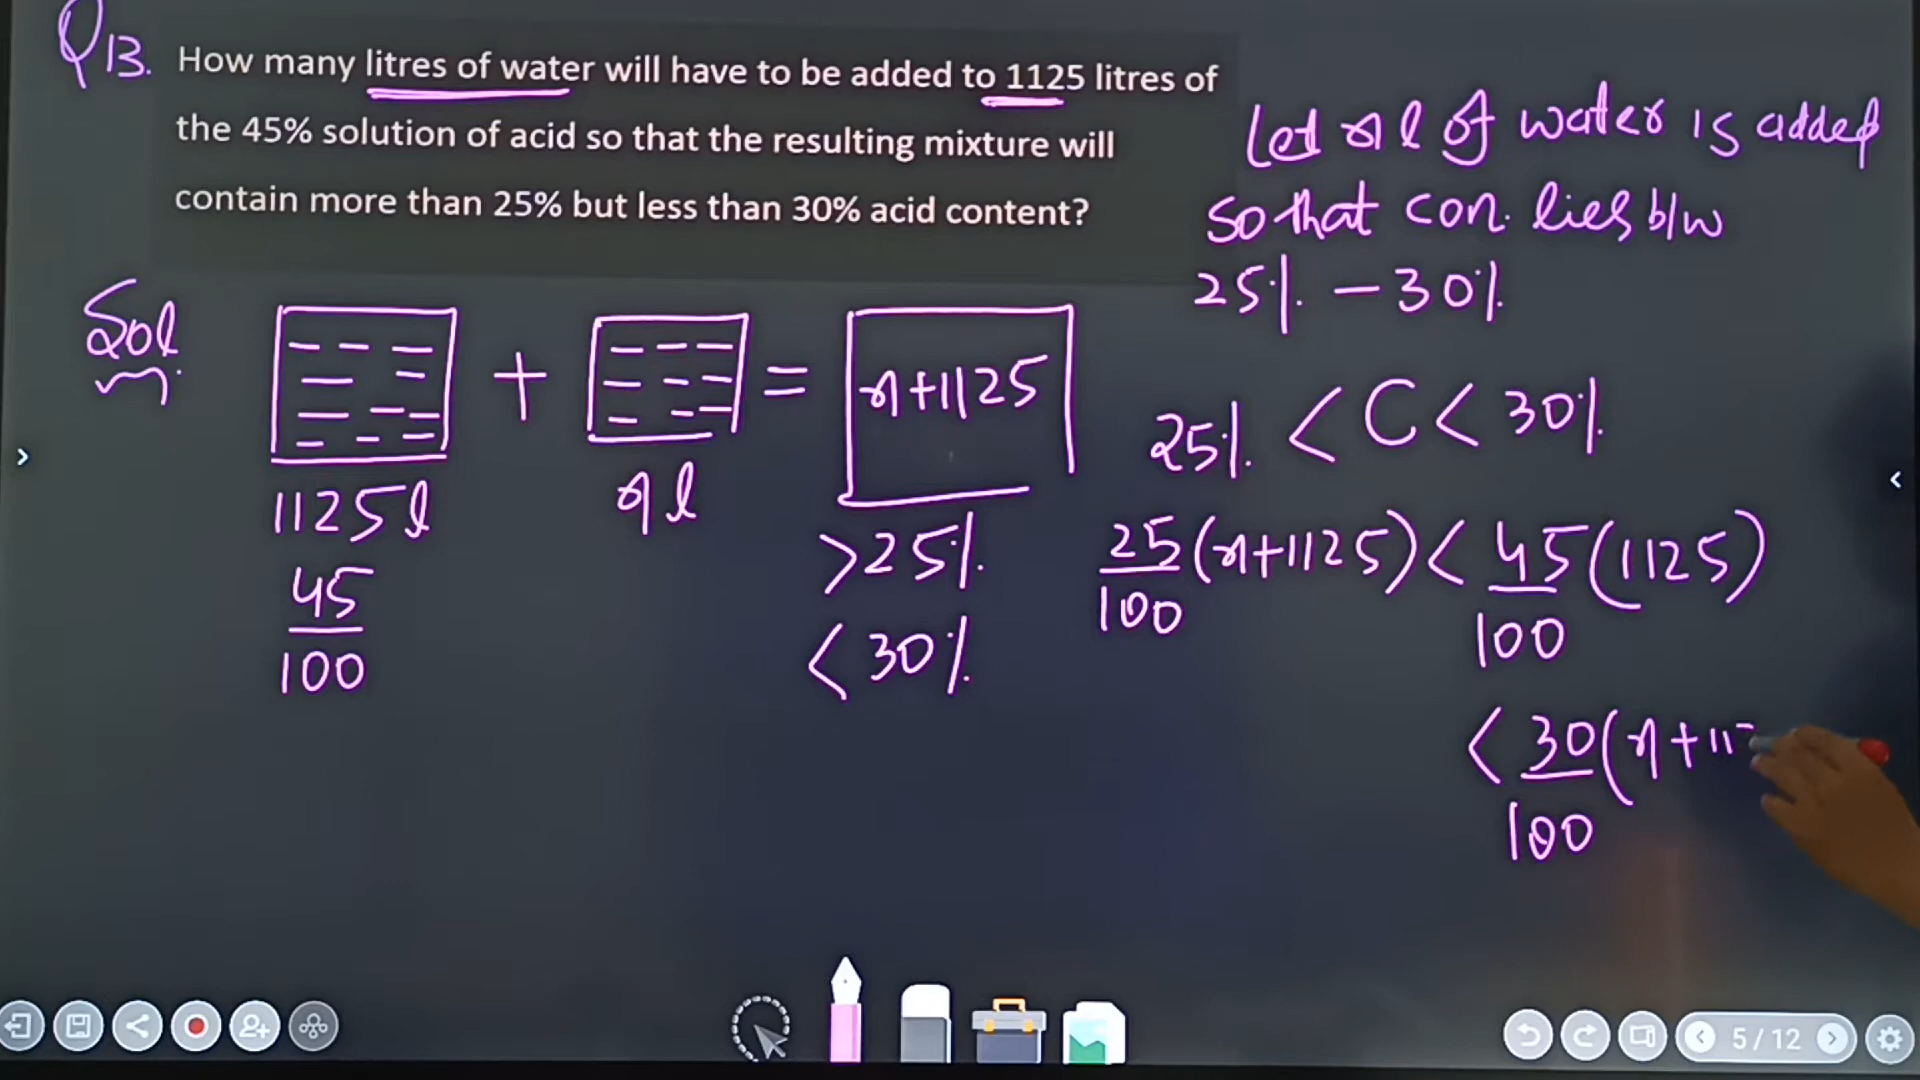 Q13.
How many litres of water will have to be added to 1125 litres of
the 45% solution of acid so that the resulting mixture will
contain more than 25% but less than 30% acid content?
Let x l of water is added
so that con. lies b/w
25% - 30%
Sol
+ = x+1125
1125l
x l
45/100
>25%
<30%
25% < C < 30%
25/100 (x+1125) < 45/100 (1125)
< 30/100 (x+11
5 / 12